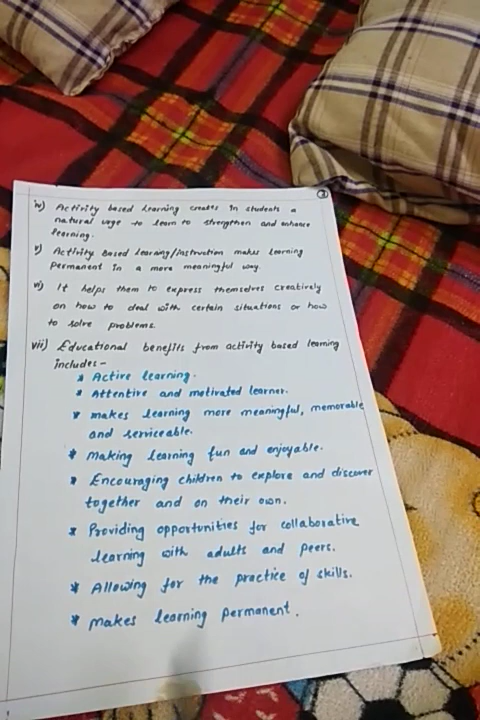 ②
iv) Activity based learning creates in students a
natural urge to learn to strengthen and enhance
learning.
v) Activity Based Learning/Instruction makes learning
permanent in a more meaningful way.
vi) It helps them to express themselves creatively
on how to deal with certain situations or how
to solve problems.
vii) Educational benefits from activity based learning
includes-
* Active learning.
* Attentive and motivated learner.
* makes learning more meaningful, memorable
and serviceable.
* Making learning fun and enjoyable.
* Encouraging children to explore and discover
together and on their own.
* Providing opportunities for collaborative
learning with adults and peers.
* Allowing for the practice of skills.
* makes learning permanent.